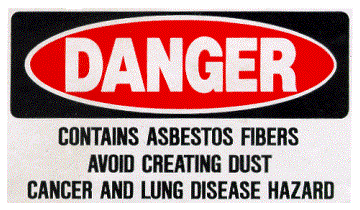 DANGER
CONTAINS ASBESTOS FIBERS
AVOID CREATING DUST
CANCER AND LUNG DISEASE HAZARD